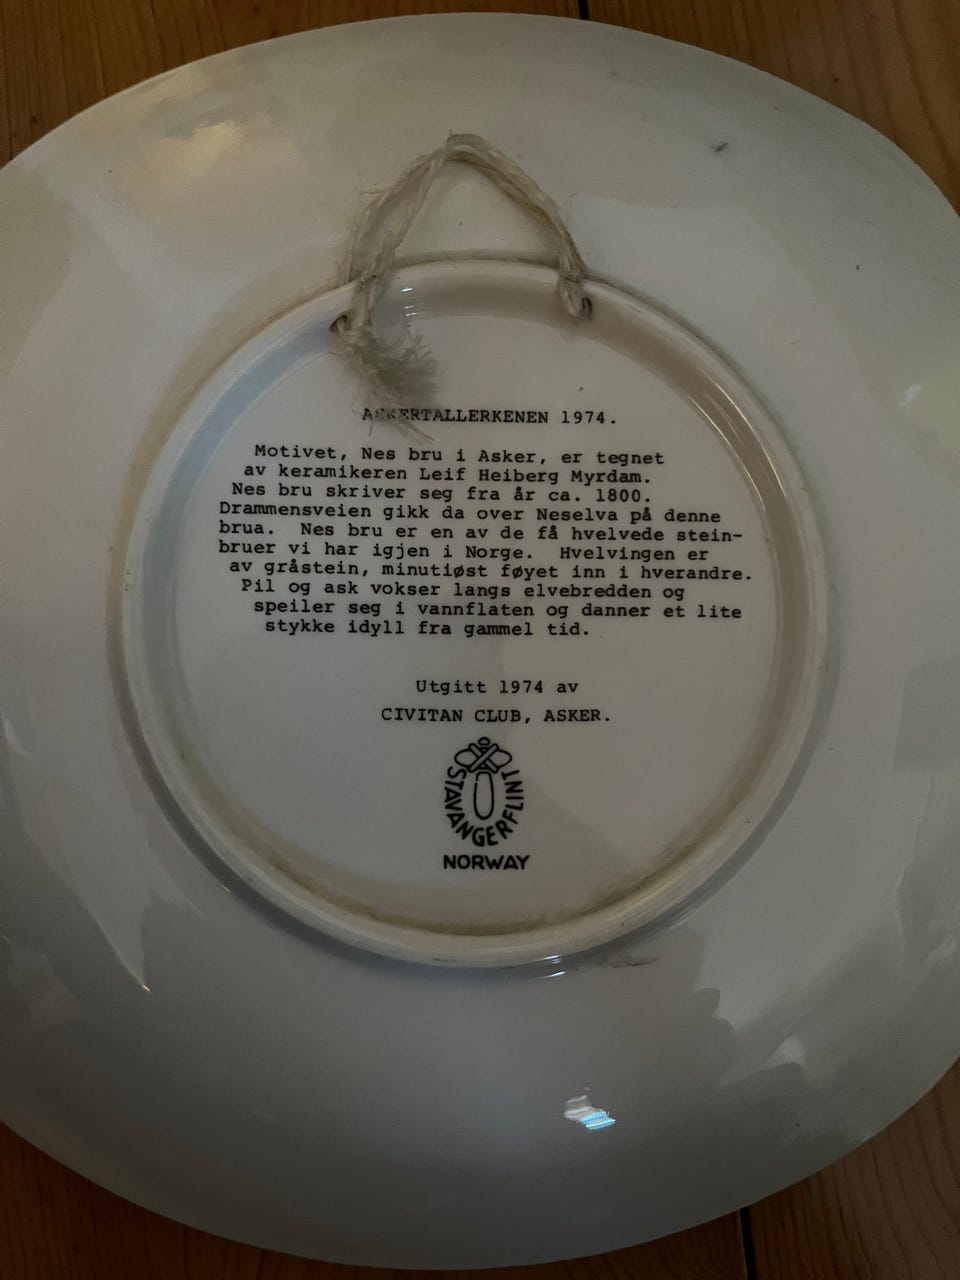 ASKERTALLERKENEN 1974.
Motivet, Nes bru i Asker, er tegnet
av keramikeren Leif Heiberg Myrdam.
Nes bru skriver seg fra år ca. 1800.
Drammensveien gikk da over Neselva på denne
brua. Nes bru er en av de få hvelvede stein-
bruer vi har igjen i Norge. Hvelvingen er
av gråstein, minutiøst føyet inn i hverandre.
Pil og ask vokser langs elvebredden og
speiler seg i vannflaten og danner et lite
stykke idyll fra gammel tid.
Utgitt 1974 av
CIVITAN CLUB, ASKER.
STAVANGERFLINT
NORWAY